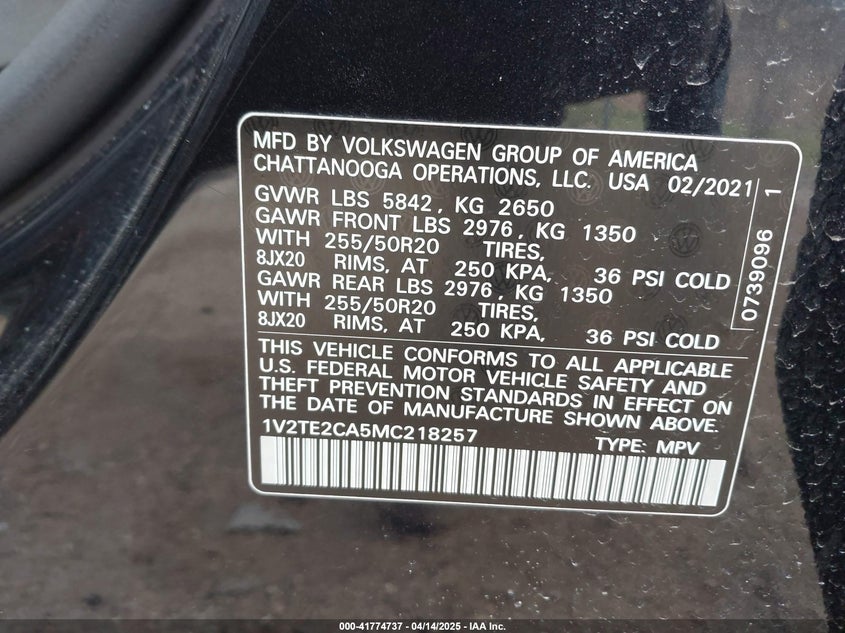 MFD BY VOLKSWAGEN GROUP OF AMERICA
CHATTANOOGA OPERATIONS, LLC. USA 02/2021
GVWR LBS 5842, KG 2650
GAWR FRONT LBS 2976, KG 1350
WITH 255/50R20 TIRES,
8JX20 RIMS, AT 250 KPA, 36 PSI COLD
GAWR REAR LBS 2976, KG 1350
WITH 255/50R20 TIRES,
8JX20 RIMS, AT 250 KPA, 36 PSI COLD
0739096 1
THIS VEHICLE CONFORMS TO ALL APPLICABLE
U.S. FEDERAL MOTOR VEHICLE SAFETY AND
THEFT PREVENTION STANDARDS IN EFFECT ON
THE DATE OF MANUFACTURE SHOWN ABOVE.
1V2TE2CA5MC218257 TYPE: MPV
000-41774737 - 04/14/2025 - IAA Inc.